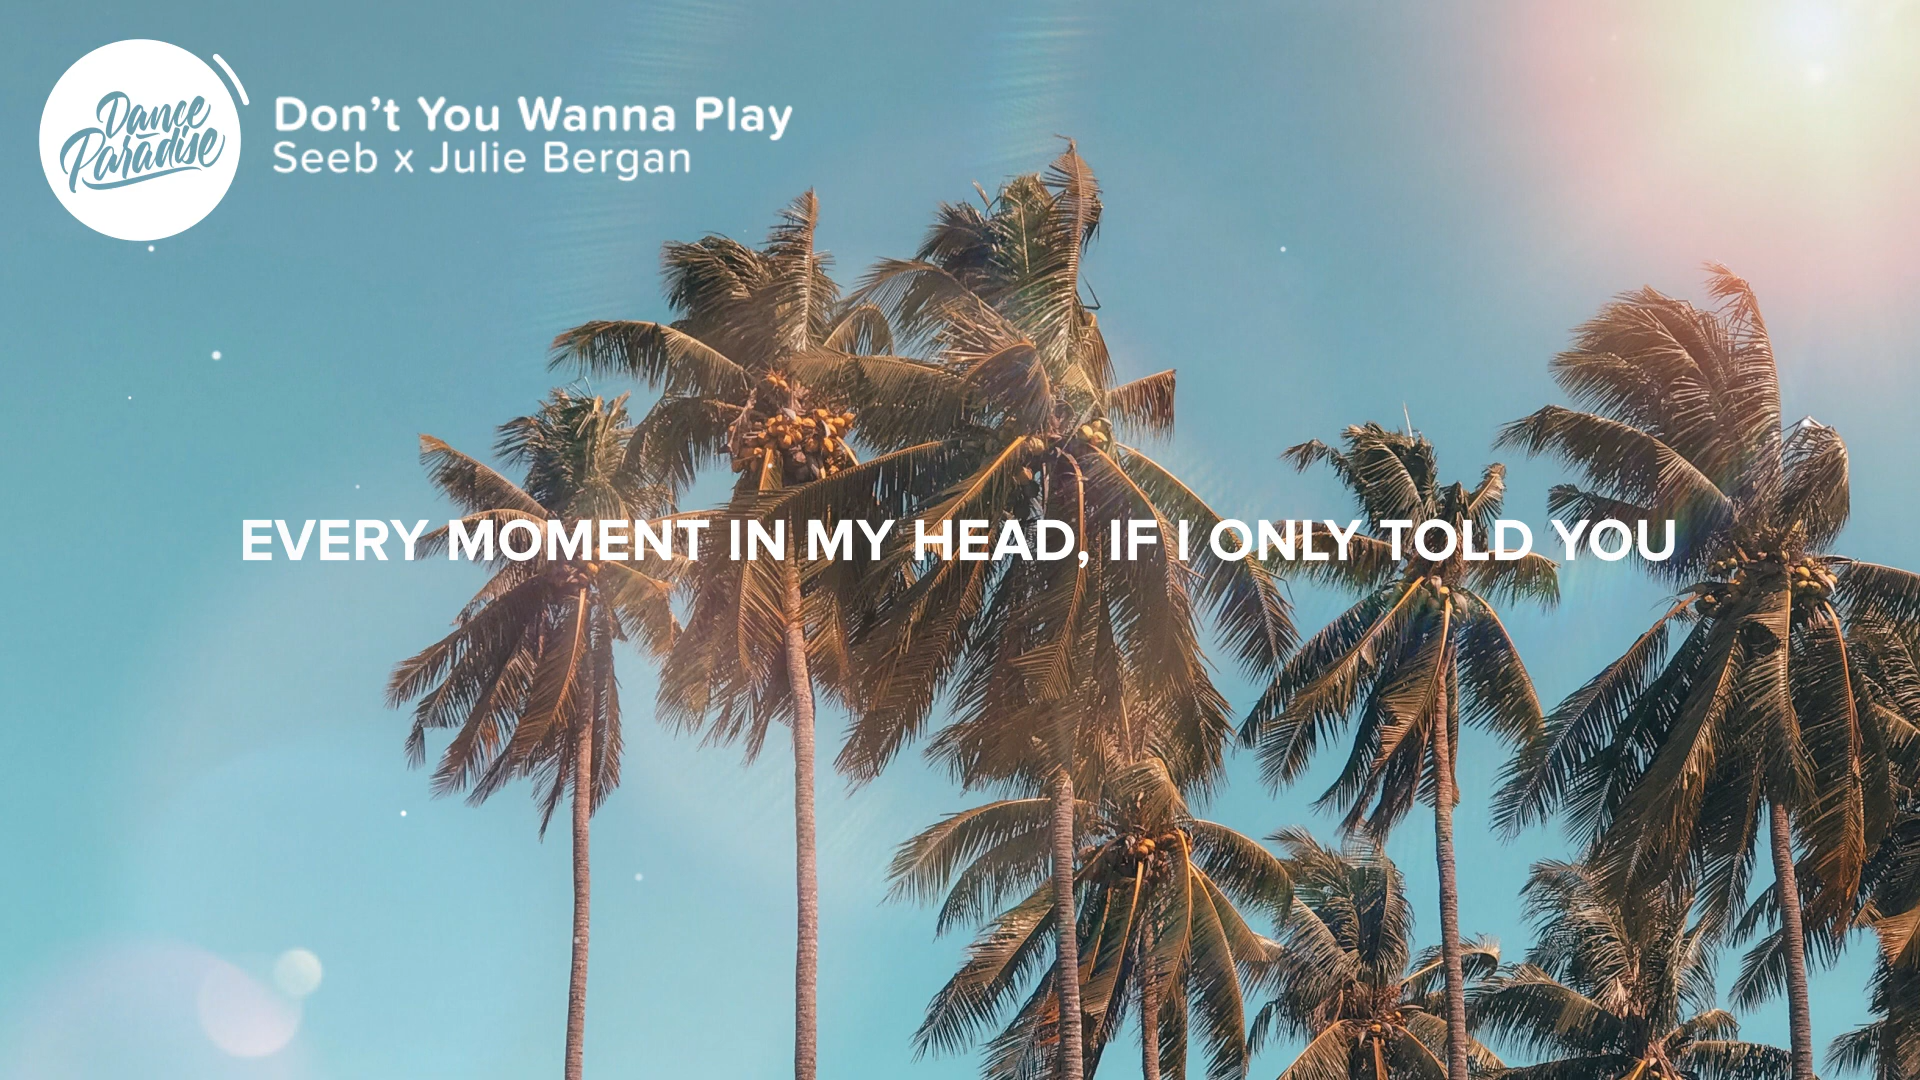 Dance
Paradise
Don’t You Wanna Play
Seeb x Julie Bergan
EVERY MOMENT IN MY HEAD, IF I ONLY TOLD YOU